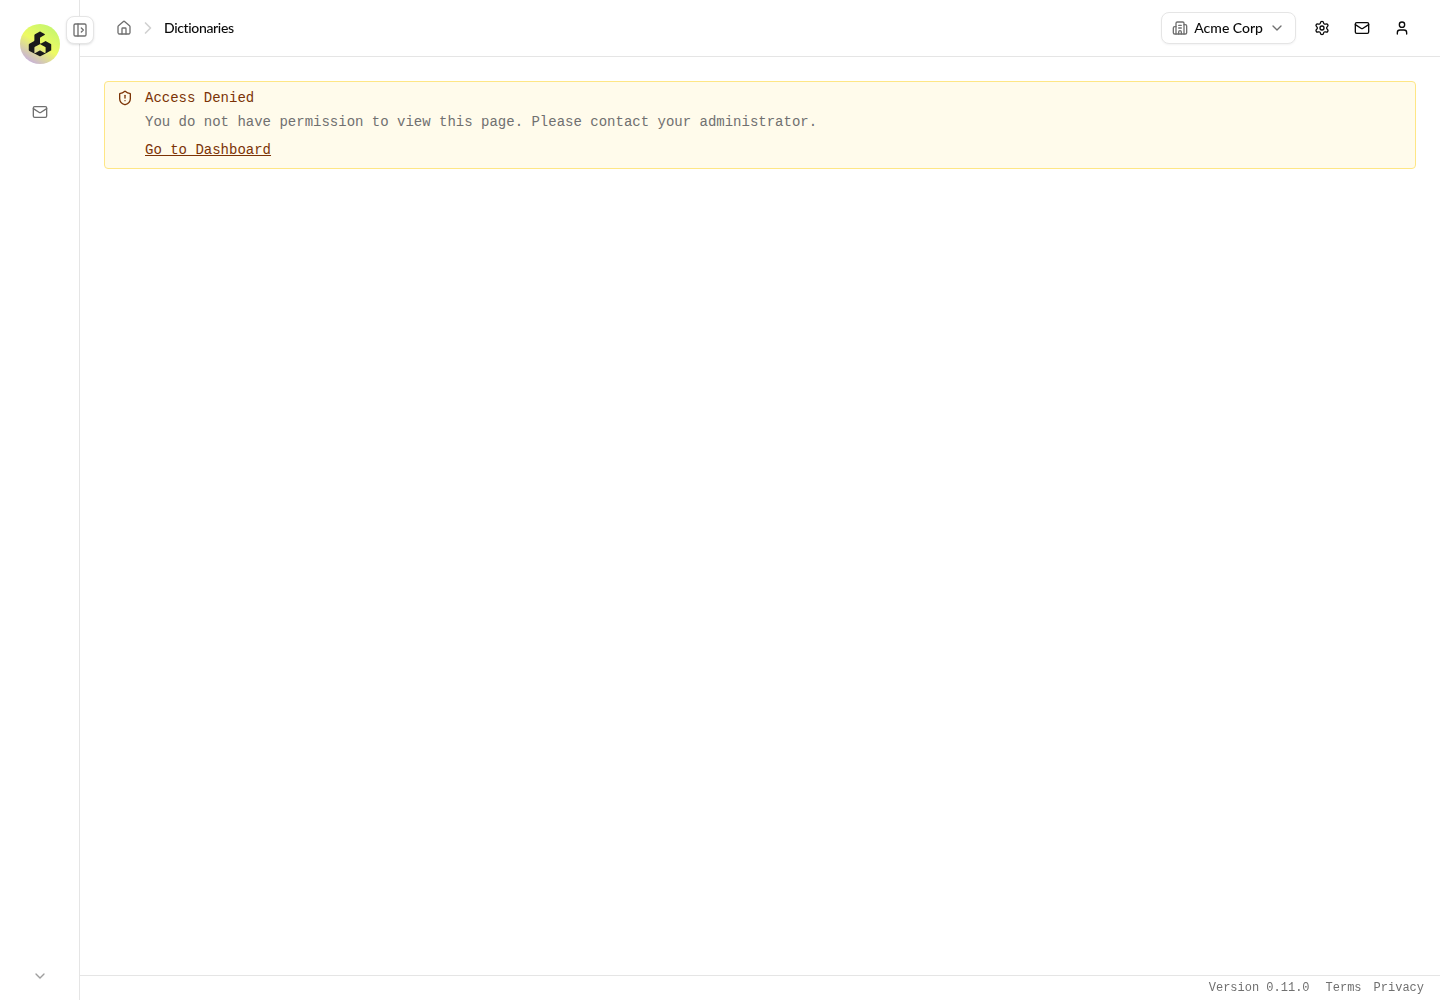 Dictionaries
Acme Corp
Access Denied
You do not have permission to view this page. Please contact your administrator.
Go to Dashboard
Version 0.11.0 Terms Privacy